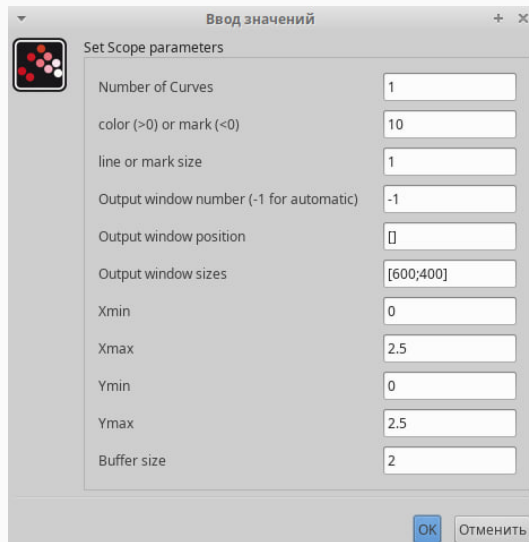 Ввод значений
Set Scope parameters
Number of Curves 1
color (>0) or mark (<0) 10
line or mark size 1
Output window number (-1 for automatic) -1
Output window position []
Output window sizes [600;400]
Xmin 0
Xmax 2.5
Ymin 0
Ymax 2.5
Buffer size 2
OK Отменить